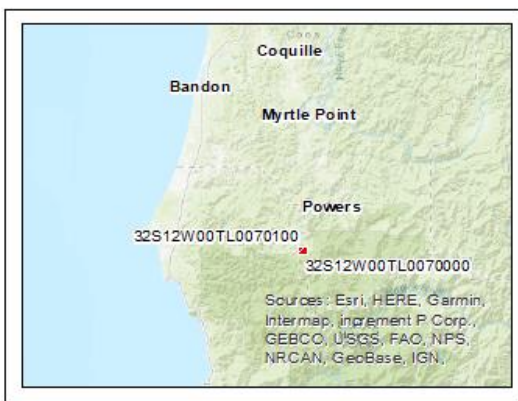 Coquille
Bandon
Myrtle Point
Powers
32S12W00TL0070100
32S12W00TL0070000
Sources: Esri, HERE, Garmin,
Intermap, increment P Corp.,
GEBCO, USGS, FAO, NPS,
NRCAN, GeoBase, IGN,